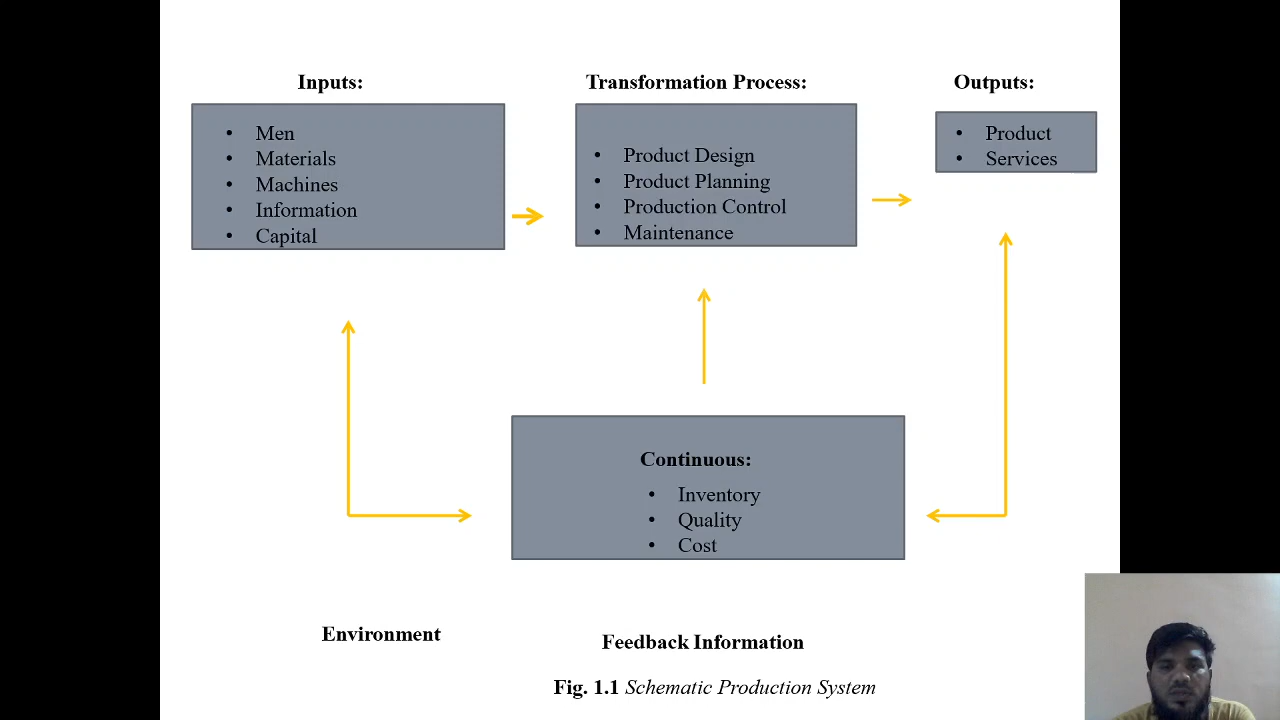 Inputs:
• Men
• Materials
• Machines
• Information
• Capital
Transformation Process:
• Product Design
• Product Planning
• Production Control
• Maintenance
Outputs:
• Product
• Services
Continuous:
• Inventory
• Quality
• Cost
Environment
Feedback Information
Fig. 1.1 Schematic Production System